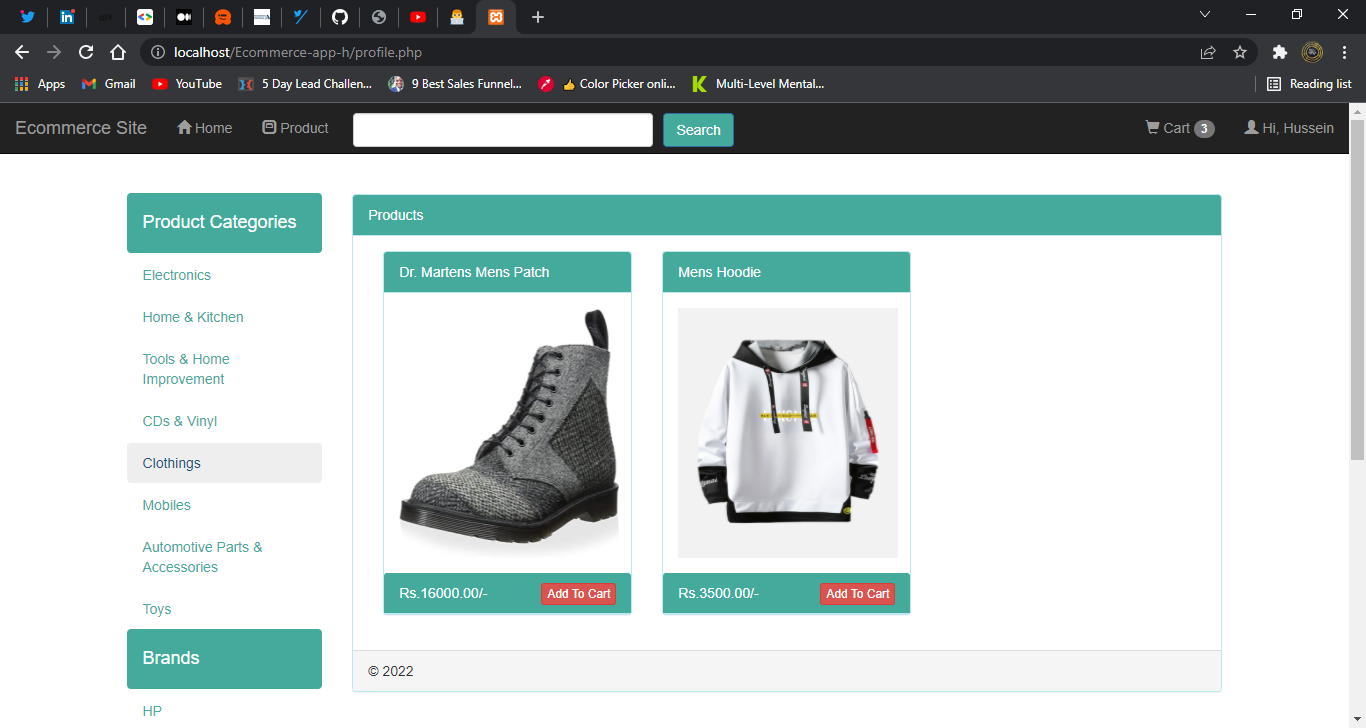 localhost/Ecommerce-app-h/profile.php
Apps Gmail YouTube 5 Day Lead Challen... 9 Best Sales Funnel... Color Picker onli... Multi-Level Mental... Reading list
Ecommerce Site Home Product Search Cart 3 Hi, Hussein
Product Categories
Electronics
Home & Kitchen
Tools & Home
Improvement
CDs & Vinyl
Clothings
Mobiles
Automotive Parts &
Accessories
Toys
Brands
HP
Products
Dr. Martens Mens Patch
Rs.16000.00/- Add To Cart
Mens Hoodie
Rs.3500.00/- Add To Cart
© 2022